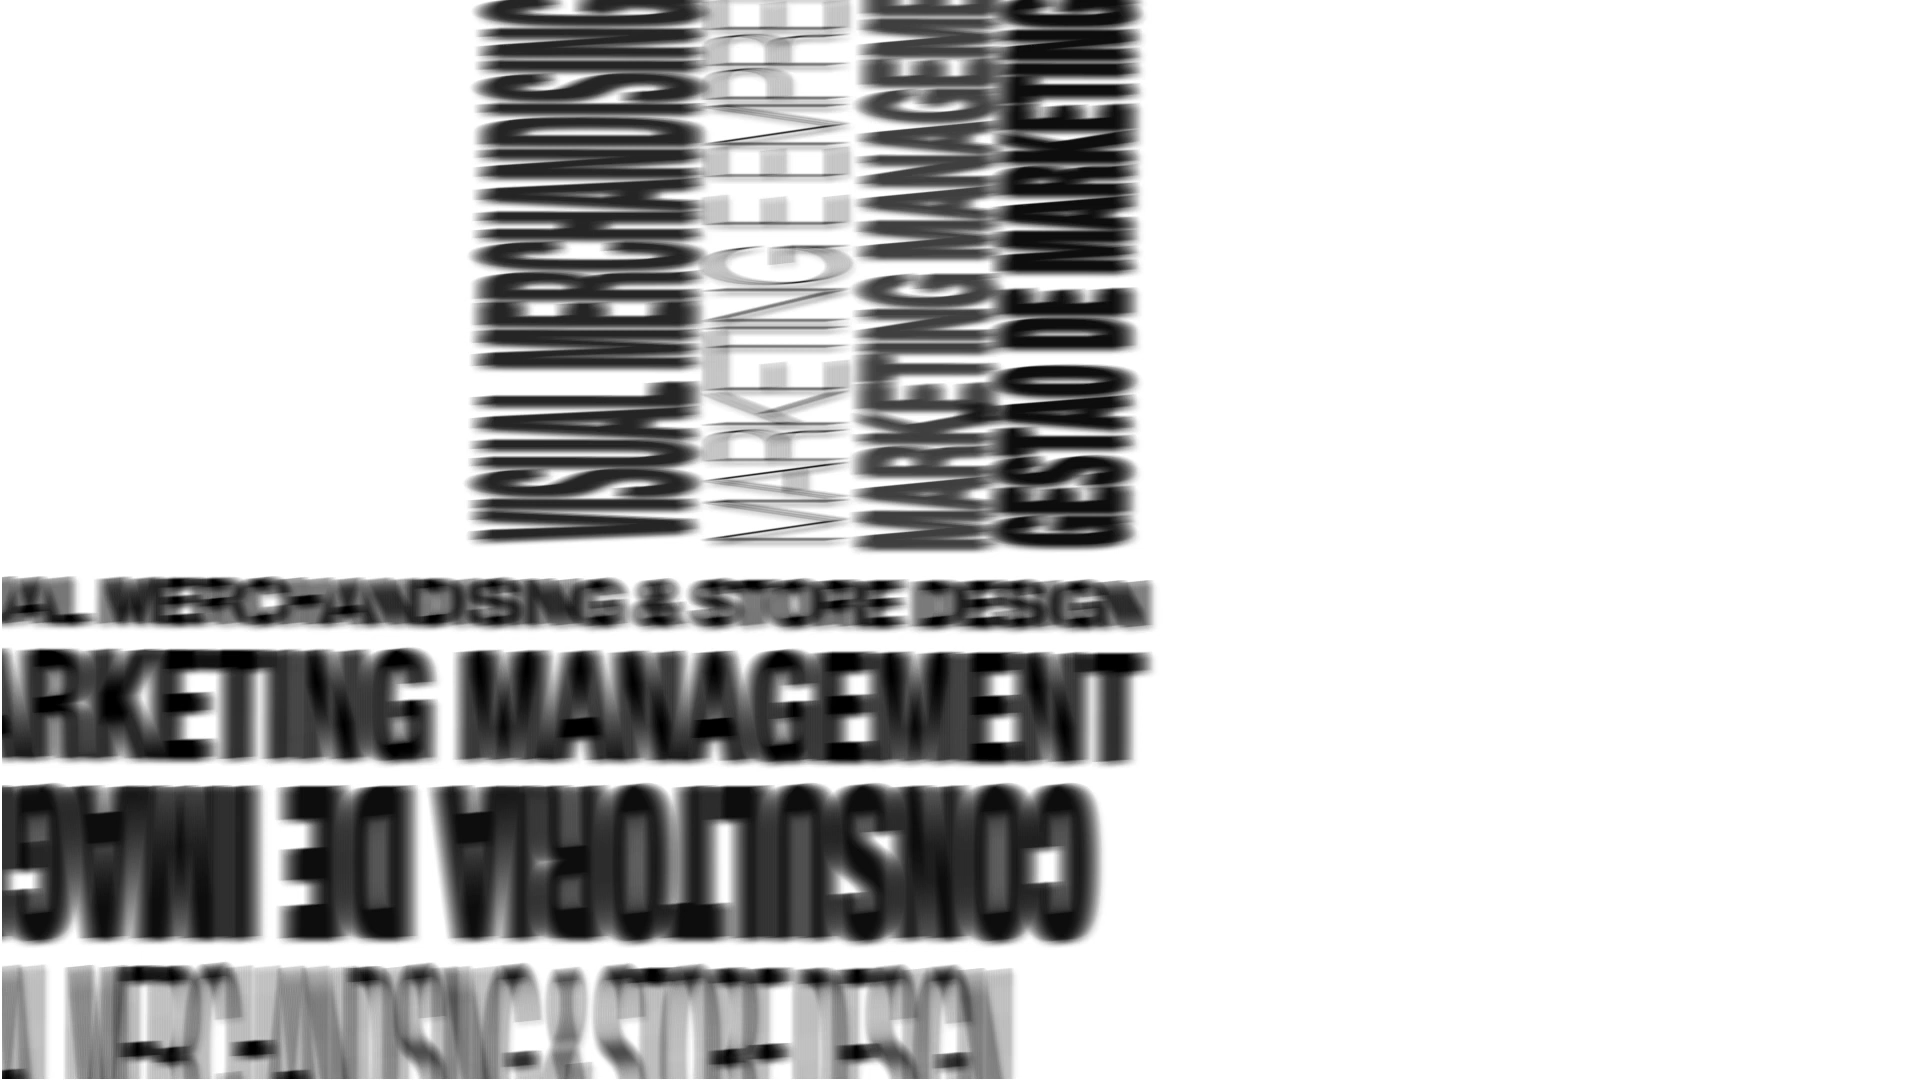 VISUAL MERCHANDISING
MARKETING E EMPRE
MARKETING MANAGEME
GESTAO DE MARKETING
AL MERCHANDISING & STORE DESIGN
ARKETING MANAGEMENT
CONSULTORIA DE IMAG
AL MERCHANDISING & STORE DESIGN